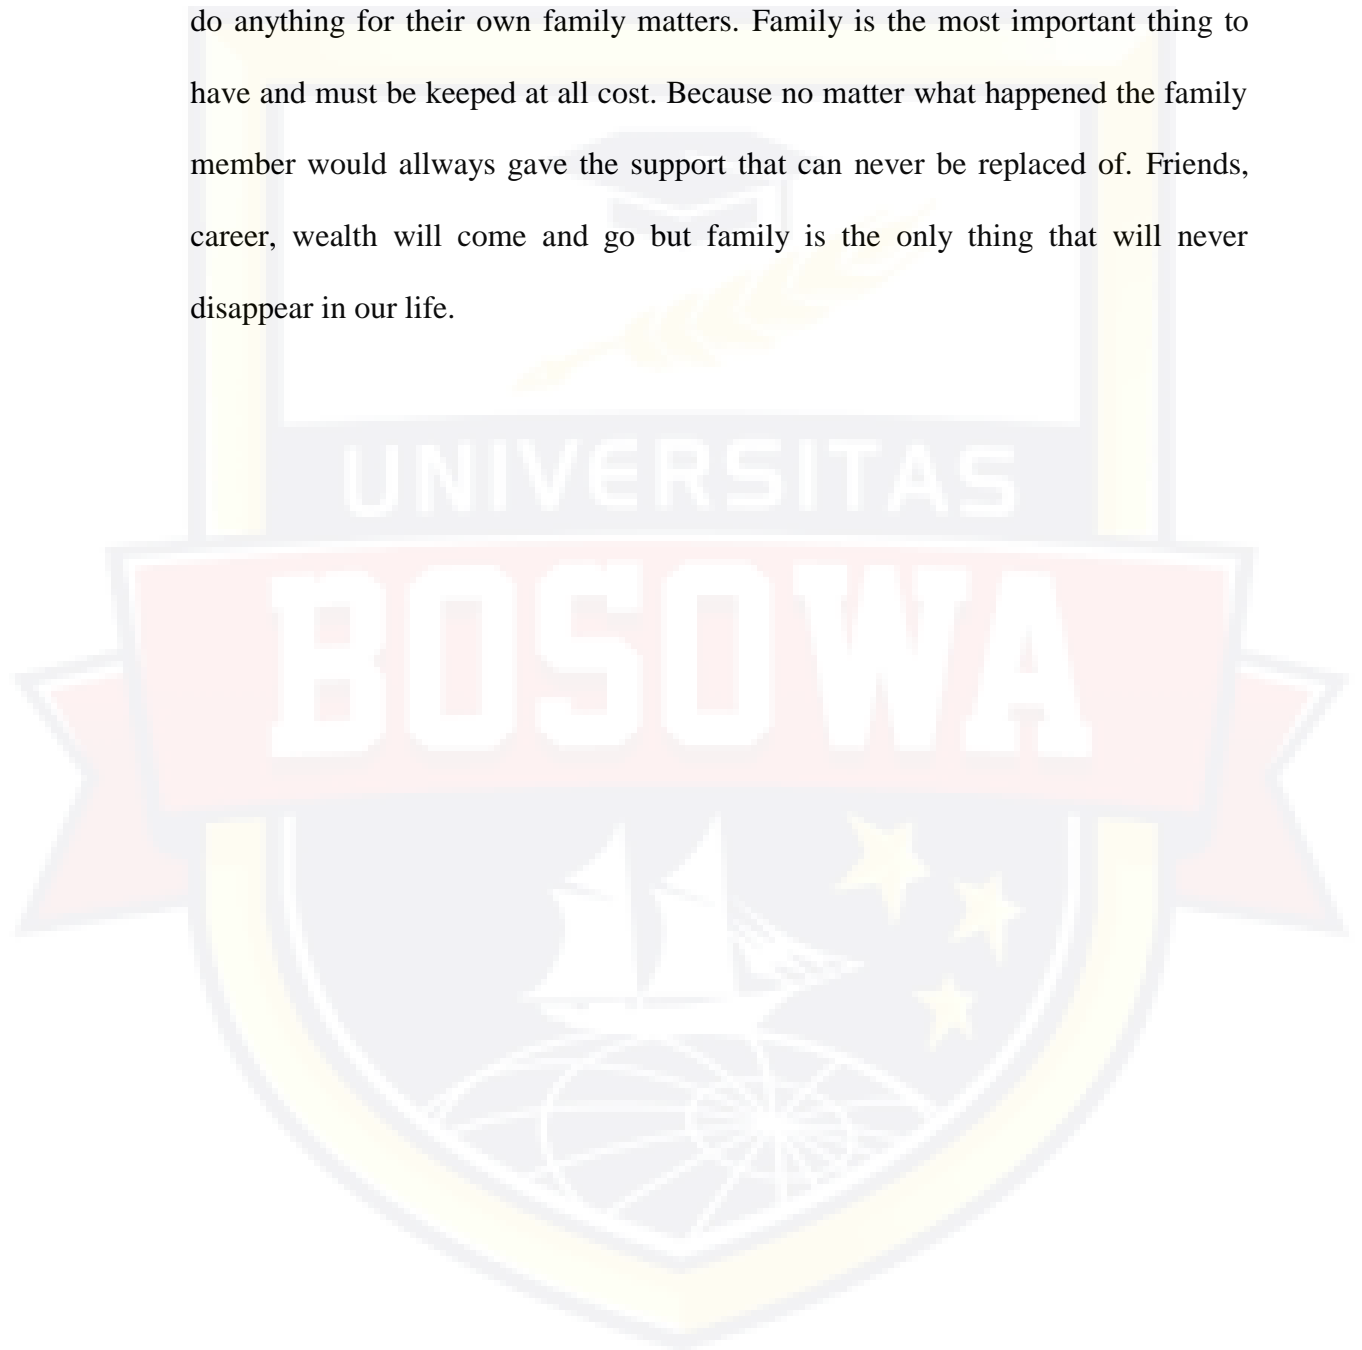 do anything for their own family matters. Family is the most important thing to
have and must be keeped at all cost. Because no matter what happened the family
member would allways gave the support that can never be replaced of. Friends,
career, wealth will come and go but family is the only thing that will never
disappear in our life.
UNIVERSITAS
BOSOWA